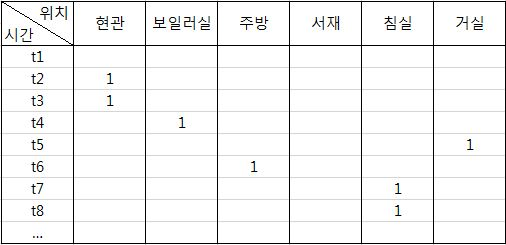 위치
시간 현관 보일러실 주방 서재 침실 거실
t1
t2 1
t3 1
t4 1
t5 1
t6 1
t7 1
t8 1
...